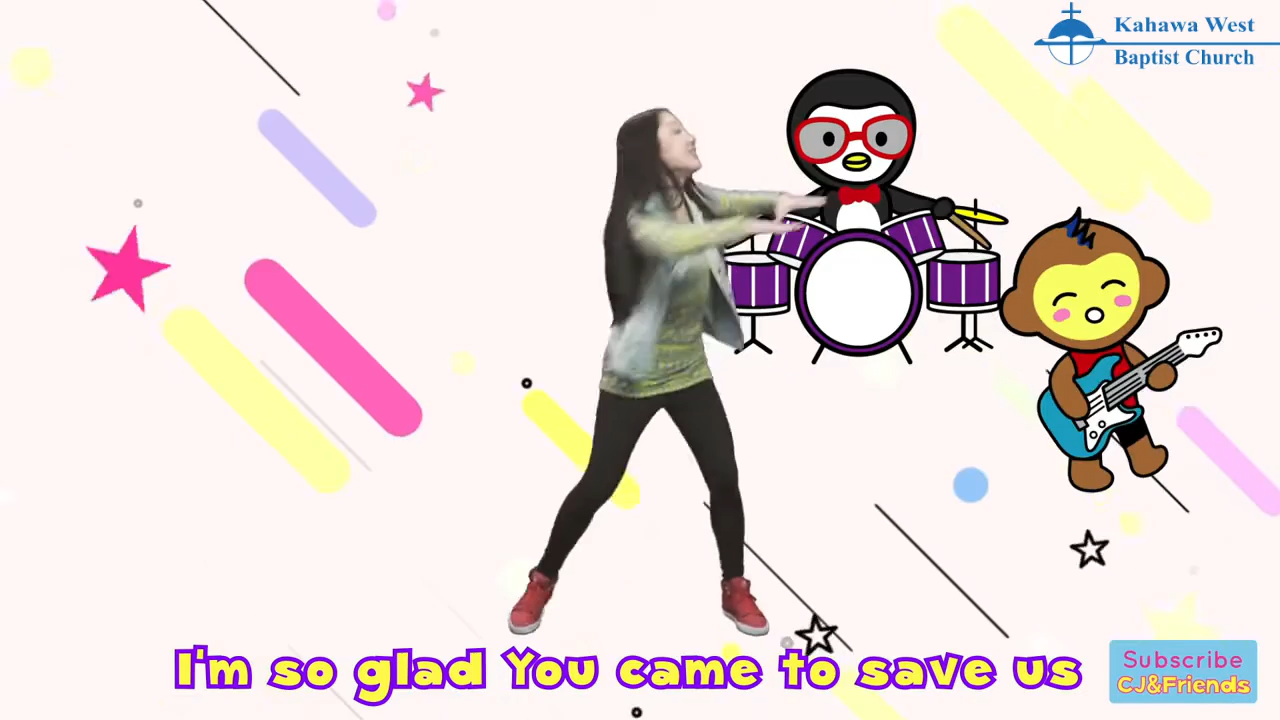 Kahawa West
Baptist Church
I'm so glad You came to save us
Subscribe
CJ&Friends